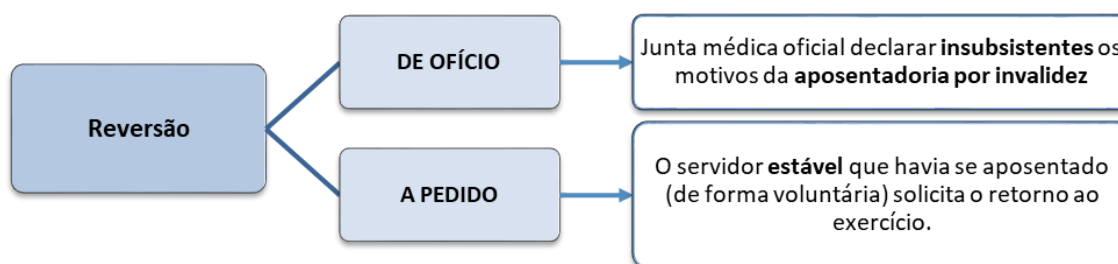 Reversão
DE OFÍCIO
Junta médica oficial declarar insubsistentes os
motivos da aposentadoria por invalidez
A PEDIDO
O servidor estável que havia se aposentado
(de forma voluntária) solicita o retorno ao
exercício.